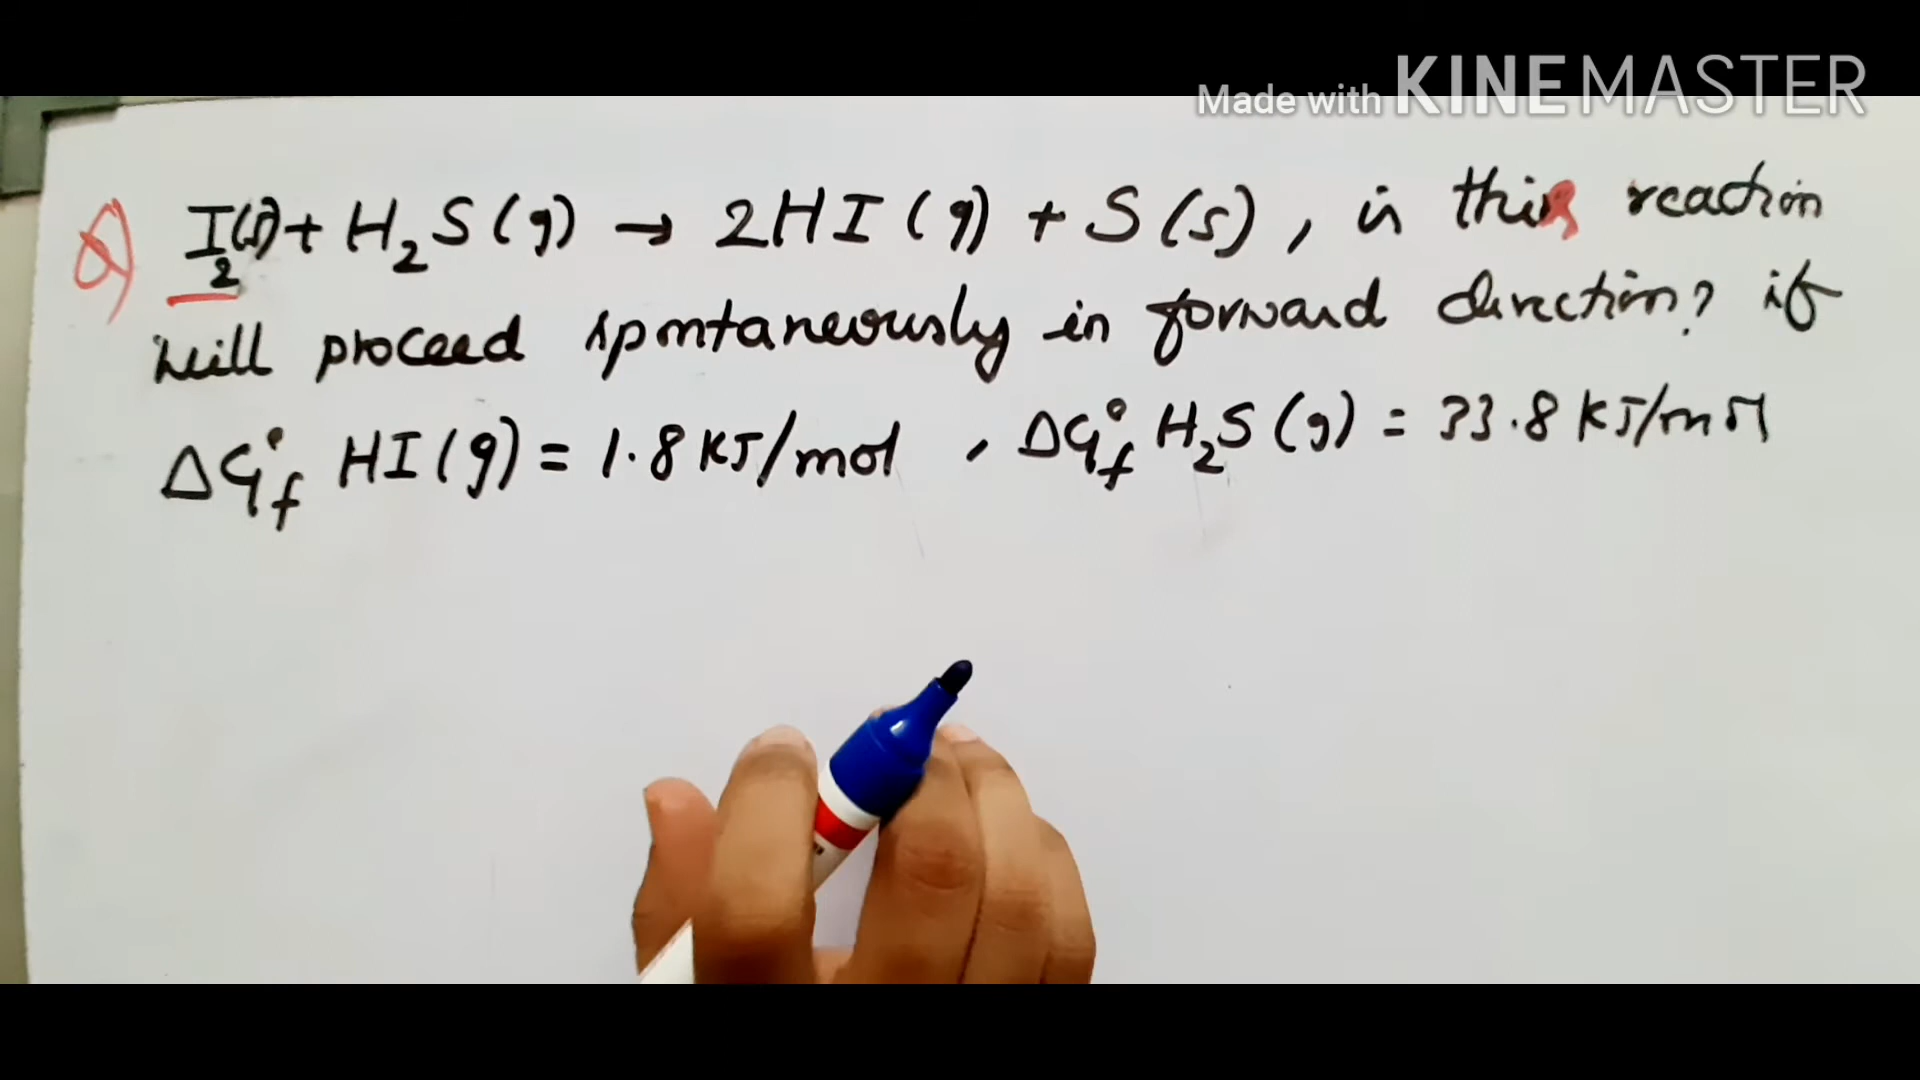 Made with KINEMASTER
Q) I₂(s) + H₂S(g) → 2HI(g) + S(s), is this reaction
will proceed spontaneously in forward direction? if
ΔG°f HI(g) = 1.8 KJ/mol, ΔG°f H₂S(g) = 33.8 KJ/mol